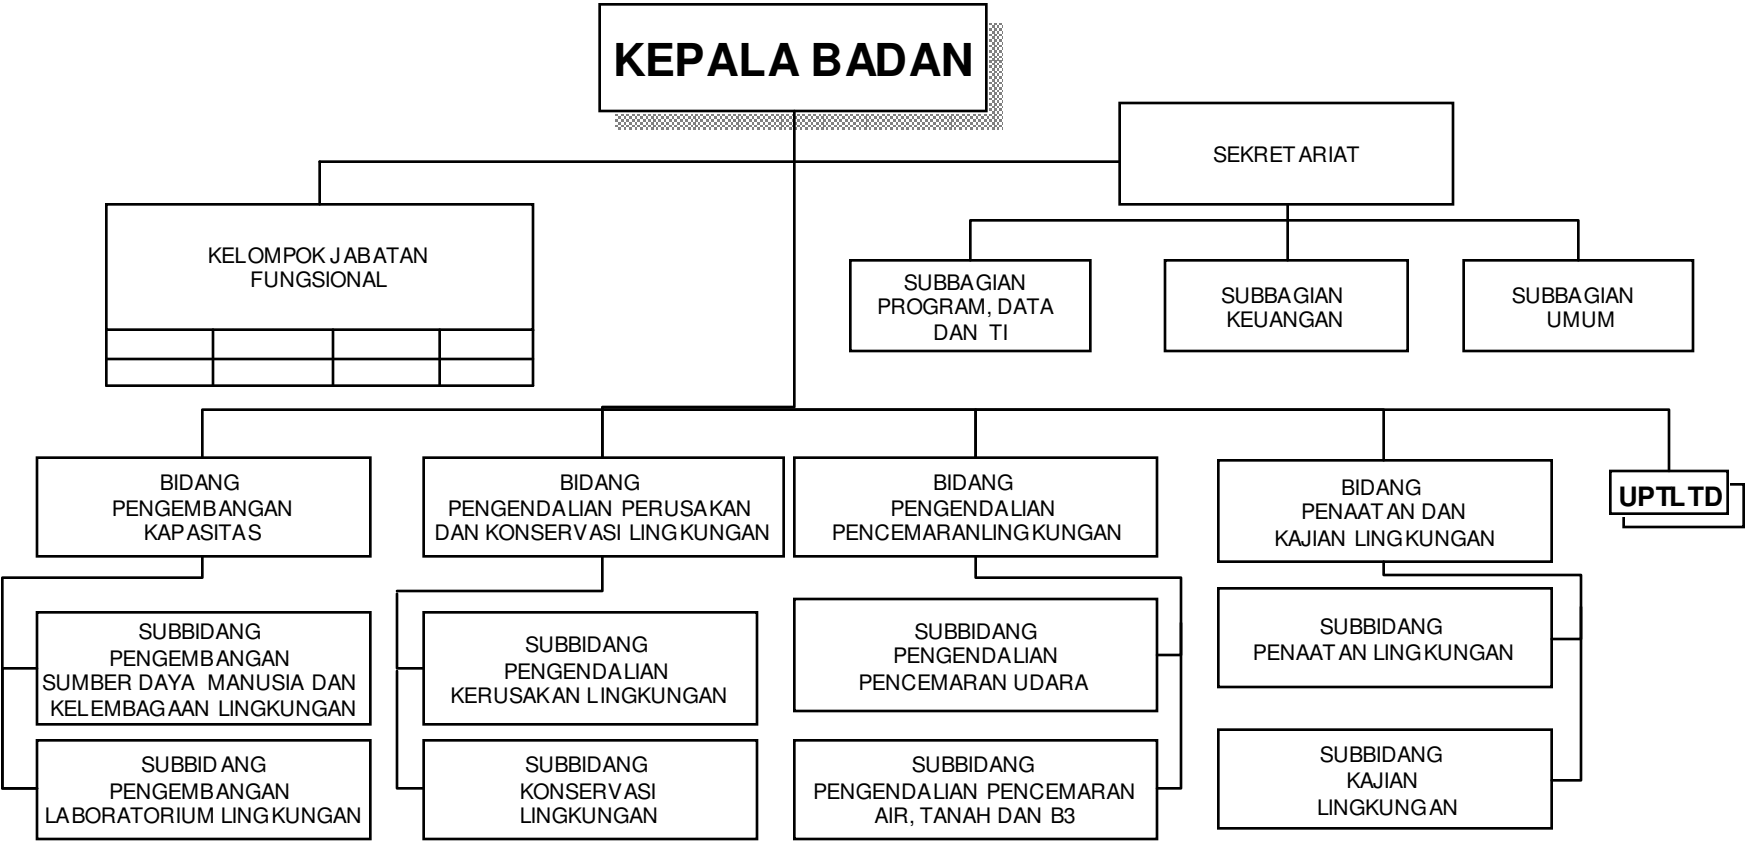 KEPALA BADAN
SEKRETARIAT
KELOMPOK JABATAN
FUNGSIONAL
SUBBAGIAN
PROGRAM, DATA
DAN TI
SUBBAGIAN
KEUANGAN
SUBBAGIAN
UMUM
BIDANG
PENGEMBANGAN
KAPASITAS
BIDANG
PENGENDALIAN PERUSAKAN
DAN KONSERVASI LINGKUNGAN
BIDANG
PENGENDALIAN
PENCEMARANLINGKUNGAN
BIDANG
PENAATAN DAN
KAJIAN LINGKUNGAN
UPTLTD
SUBBIDANG
PENGEMBANGAN
SUMBER DAYA MANUSIA DAN
KELEMBAGAAN LINGKUNGAN
SUBBIDANG
PENGENDALIAN
KERUSAKAN LINGKUNGAN
SUBBIDANG
PENGENDALIAN
PENCEMARAN UDARA
SUBBIDANG
PENAATAN LINGKUNGAN
SUBBIDANG
PENGEMBANGAN
LABORATORIUM LINGKUNGAN
SUBBIDANG
KONSERVASI
LINGKUNGAN
SUBBIDANG
PENGENDALIAN PENCEMARAN
AIR, TANAH DAN B3
SUBBIDANG
KAJIAN
LINGKUNGAN